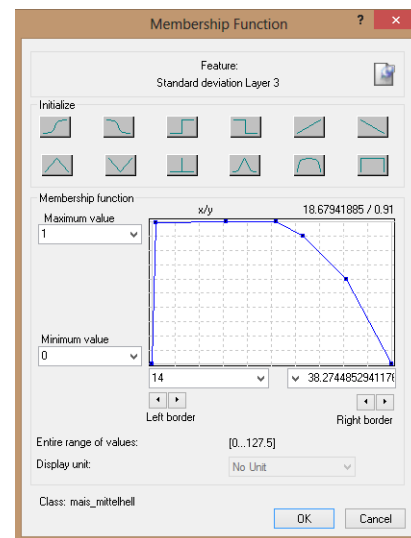 Membership Function
?
×
Feature:
Standard deviation Layer 3
Initialize
Membership function
x/y
18.67941885 / 0.91
Maximum value
1
Minimum value
0
14
38.2744852941176
Left border
Right border
Entire range of values:
[0...127.5]
Display unit:
No Unit
Class: mais_mittelhell
OK
Cancel